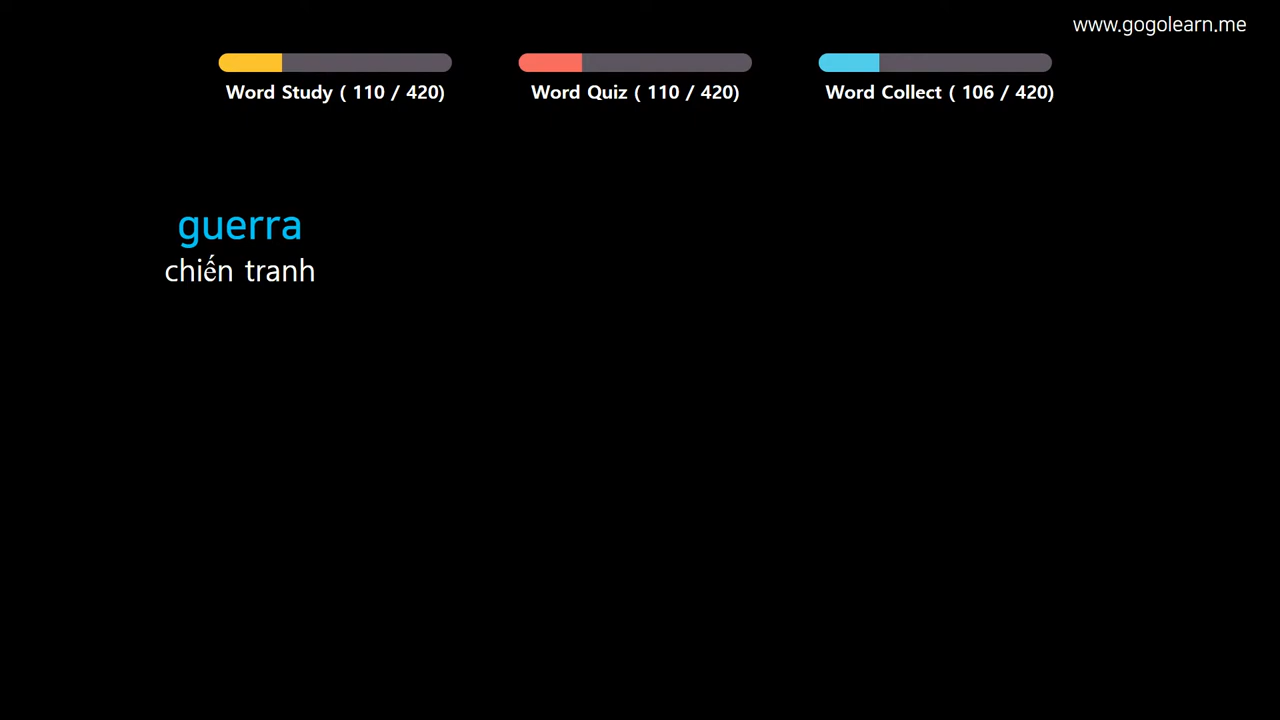 www.gogolearn.me
Word Study ( 110 / 420)
Word Quiz ( 110 / 420)
Word Collect ( 106 / 420)
guerra
chiến tranh